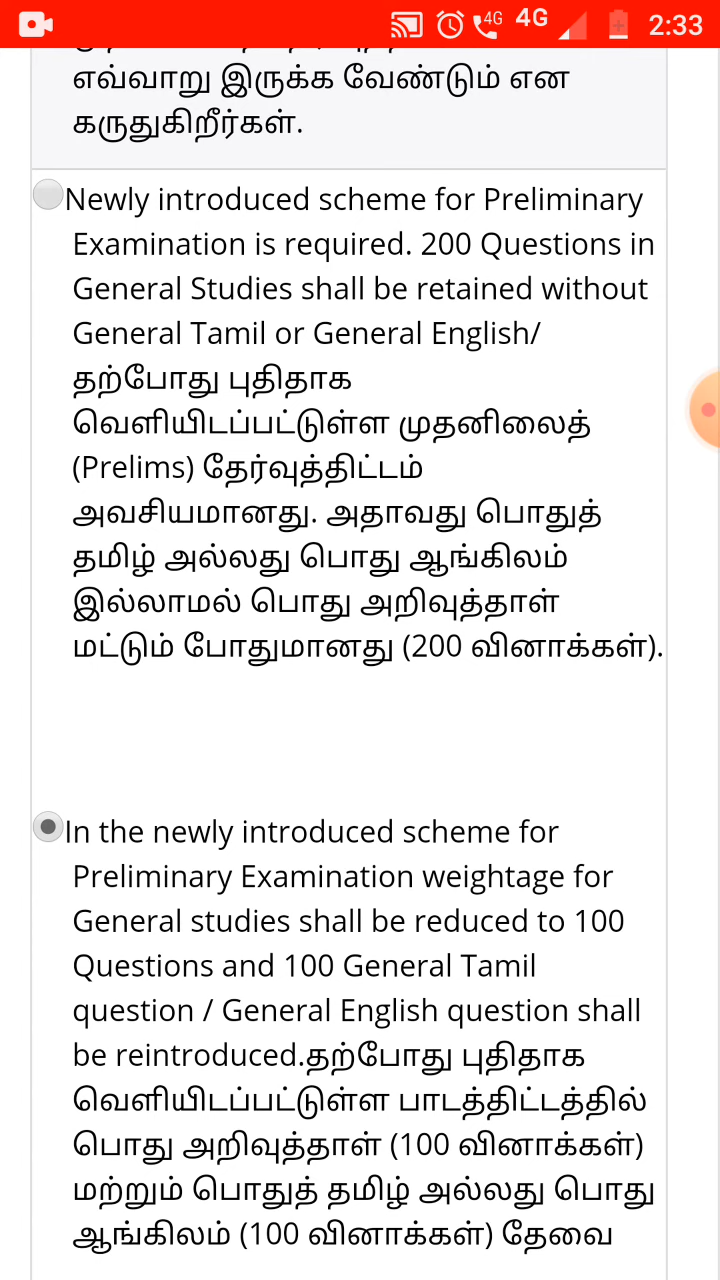 4G 4G 2:33
எவ்வாறு இருக்க வேண்டும் என
கருதுகிறீர்கள்.
Newly introduced scheme for Preliminary
Examination is required. 200 Questions in
General Studies shall be retained without
General Tamil or General English/
தற்போது புதிதாக
வெளியிடப்பட்டுள்ள முதனிலைத்
(Prelims) தேர்வுத்திட்டம்
அவசியமானது. அதாவது பொதுத்
தமிழ் அல்லது பொது ஆங்கிலம்
இல்லாமல் பொது அறிவுத்தாள்
மட்டும் போதுமானது (200 வினாக்கள்).
In the newly introduced scheme for
Preliminary Examination weightage for
General studies shall be reduced to 100
Questions and 100 General Tamil
question / General English question shall
be reintroduced.தற்போது புதிதாக
வெளியிடப்பட்டுள்ள பாடத்திட்டத்தில்
பொது அறிவுத்தாள் (100 வினாக்கள்)
மற்றும் பொதுத் தமிழ் அல்லது பொது
ஆங்கிலம் (100 வினாக்கள்) தேவை